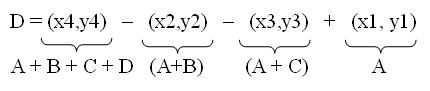 D = (x4,y4) – (x2,y2) – (x3,y3) + (x1, y1)
A + B + C + D (A+B) (A + C) A